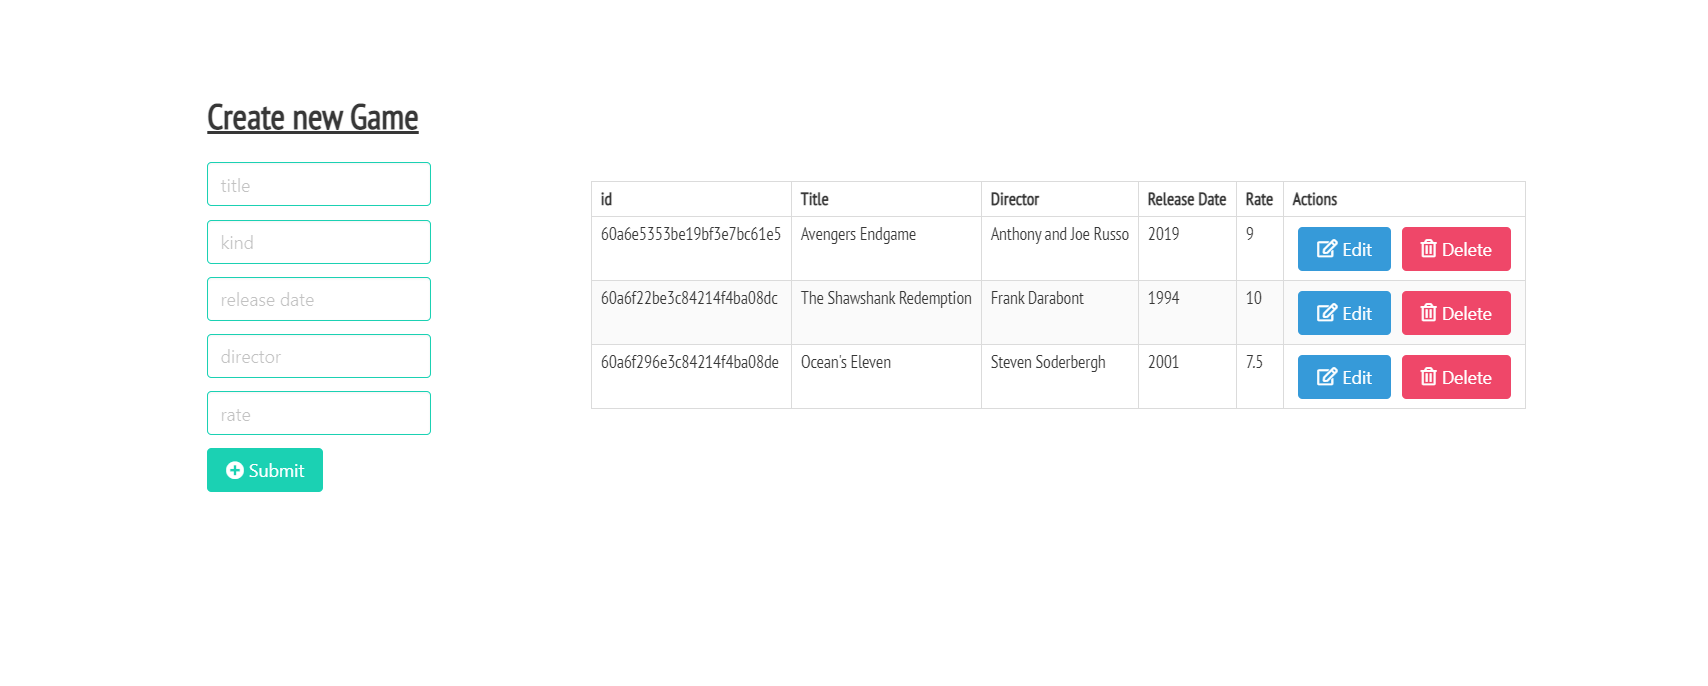 Create new Game
title
kind
release date
director
rate
Submit
id Title Director Release Date Rate Actions
60a6e5353be19bf3e7bc61e5 Avengers Endgame Anthony and Joe Russo 2019 9 Edit Delete
60a6f22be3c84214f4ba08dc The Shawshank Redemption Frank Darabont 1994 10 Edit Delete
60a6f296e3c84214f4ba08de Ocean's Eleven Steven Soderbergh 2001 7.5 Edit Delete